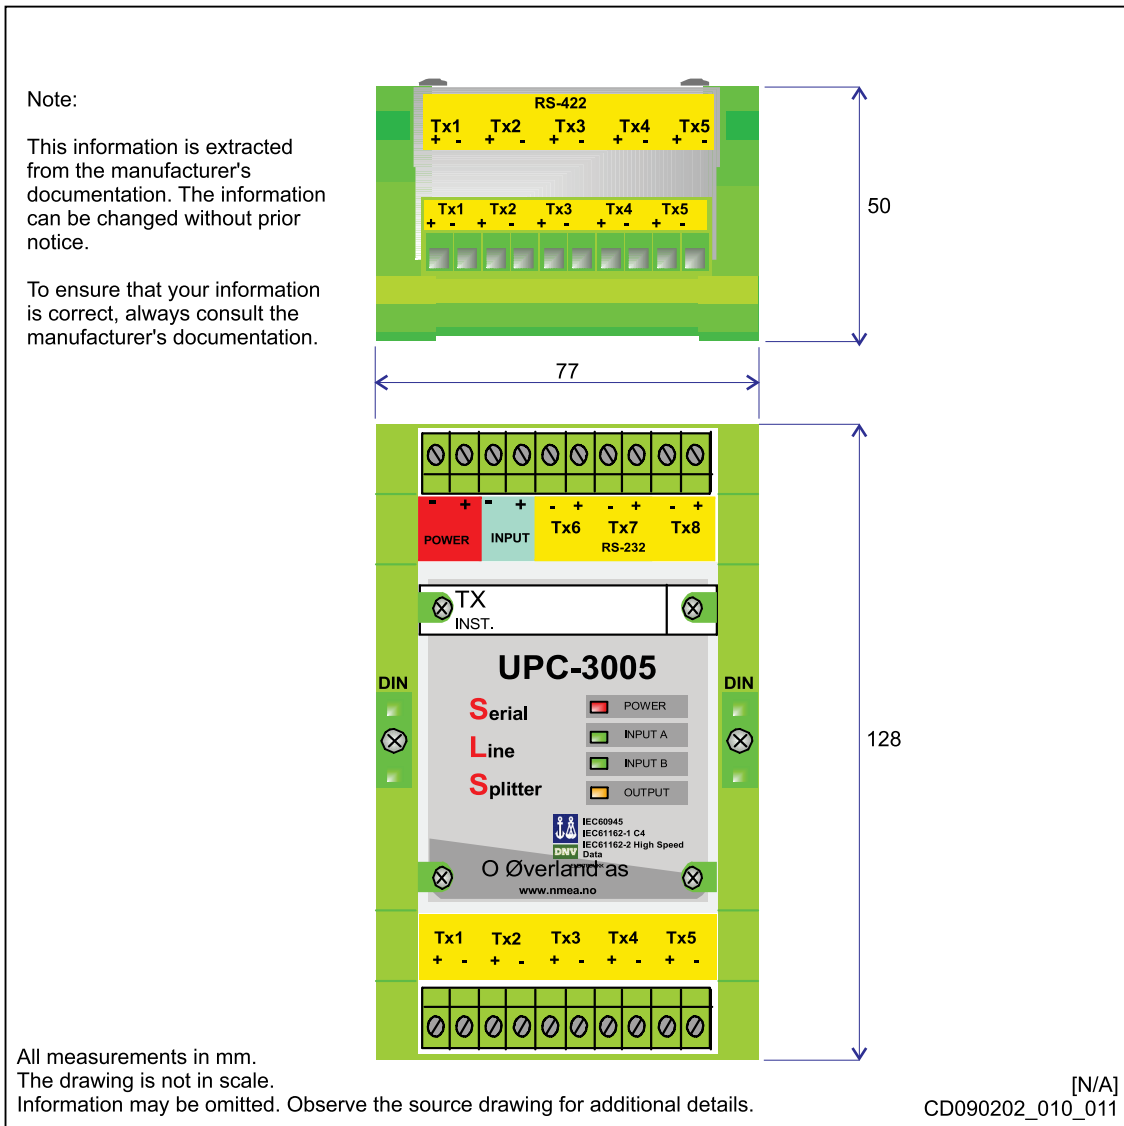 Note:
This information is extracted
from the manufacturer's
documentation. The information
can be changed without prior
notice.
To ensure that your information
is correct, always consult the
manufacturer's documentation.
RS-422
Tx1 Tx2 Tx3 Tx4 Tx5
+ - + - + - + - + -
Tx1 Tx2 Tx3 Tx4 Tx5
+ - + - + - + - + -
50
77
- + - + - + - + - +
POWER INPUT Tx6 Tx7 Tx8
RS-232
TX
INST.
UPC-3005
DIN
DIN
Serial
Line
Splitter
POWER
INPUT A
INPUT B
OUTPUT
128
DNV
IEC60945
IEC61162-1 C4
IEC61162-2 High Speed
Data
O Øverland as
www.nmea.no
Tx1 Tx2 Tx3 Tx4 Tx5
+ - + - + - + - + -
All measurements in mm.
The drawing is not in scale.
Information may be omitted. Observe the source drawing for additional details.
[N/A]
CD090202_010_011